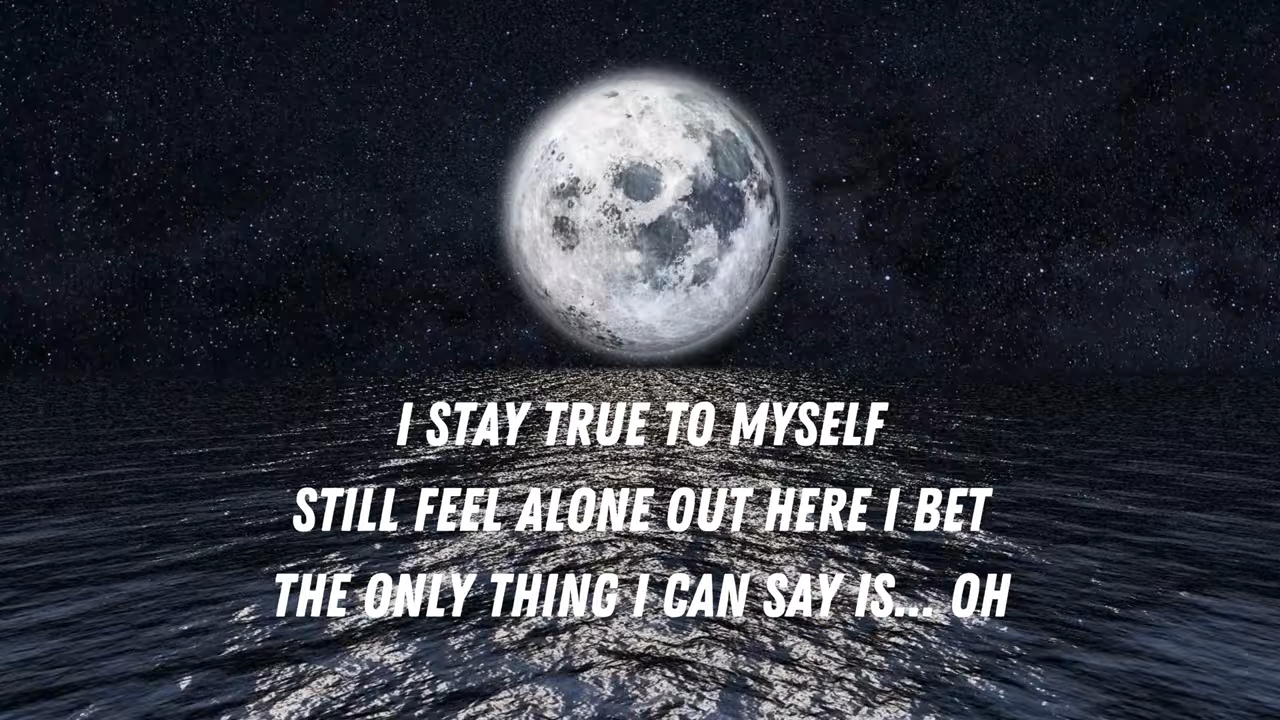 I STAY TRUE TO MYSELF
STILL FEEL ALONE OUT HERE I BET
THE ONLY THING I CAN SAY IS... OH